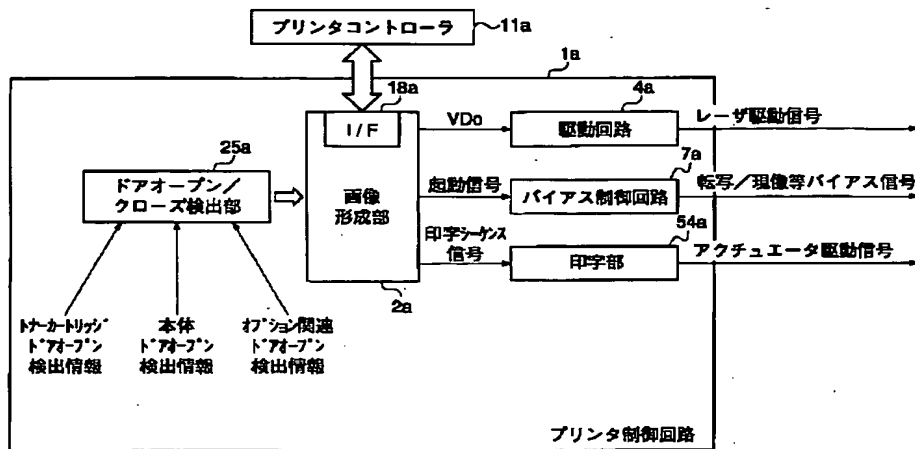 プリンタコントローラ
11a
1a
18a
I/F
VDo
4a
駆動回路
レーザ駆動信号
25a
ドアオープン/
クローズ検出部
画像
形成部
起動信号
7a
バイアス制御回路
転写/現像等バイアス信号
印字シーケンス
信号
54a
印字部
アクチュエータ駆動信号
2a
トナーカートリッジ
ドアオープン
検出情報
本体
ドアオープン
検出情報
オプション関連
ドアオープン
検出情報
プリンタ制御回路